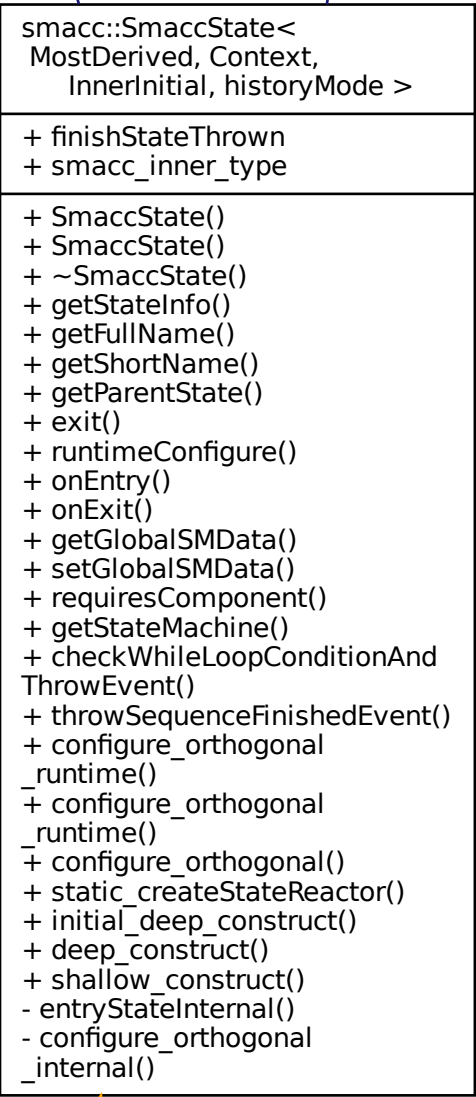 smacc::SmaccState<
MostDerived, Context,
InnerInitial, historyMode >
+ finishStateThrown
+ smacc_inner_type
+ SmaccState()
+ SmaccState()
+ ~SmaccState()
+ getStateInfo()
+ getFullName()
+ getShortName()
+ getParentState()
+ exit()
+ runtimeConfigure()
+ onEntry()
+ onExit()
+ getGlobalSMData()
+ setGlobalSMData()
+ requiresComponent()
+ getStateMachine()
+ checkWhileLoopConditionAnd
ThrowEvent()
+ throwSequenceFinishedEvent()
+ configure_orthogonal
_runtime()
+ configure_orthogonal
_runtime()
+ configure_orthogonal()
+ static_createStateReactor()
+ initial_deep_construct()
+ deep_construct()
+ shallow_construct()
- entryStateInternal()
- configure_orthogonal
_internal()